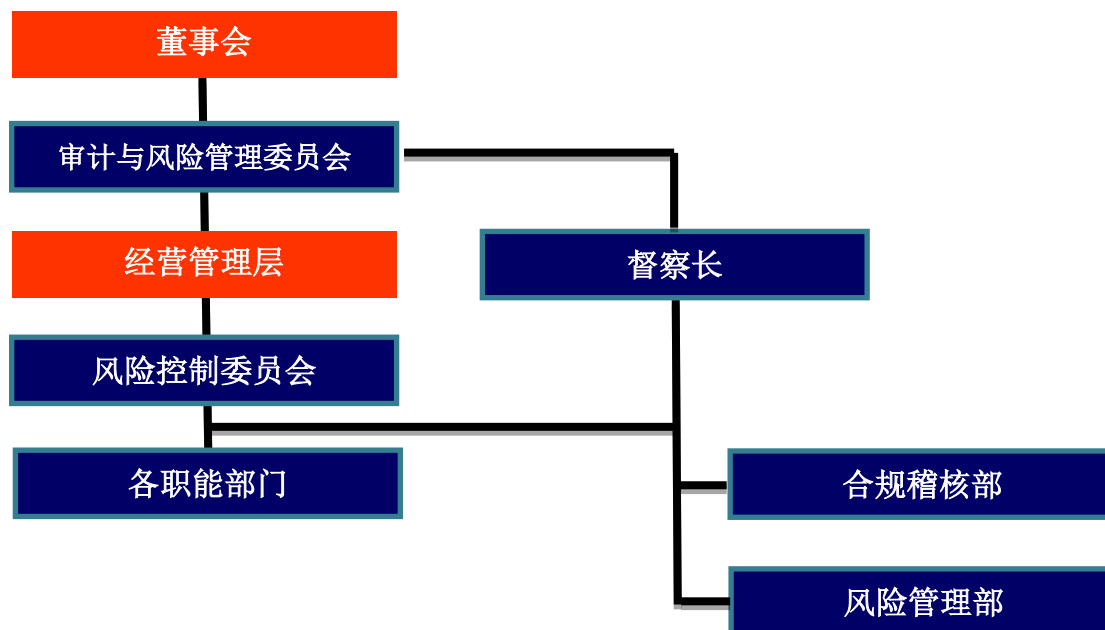 董事会
审计与风险管理委员会
经营管理层
督察长
风险控制委员会
各职能部门
合规稽核部
风险管理部